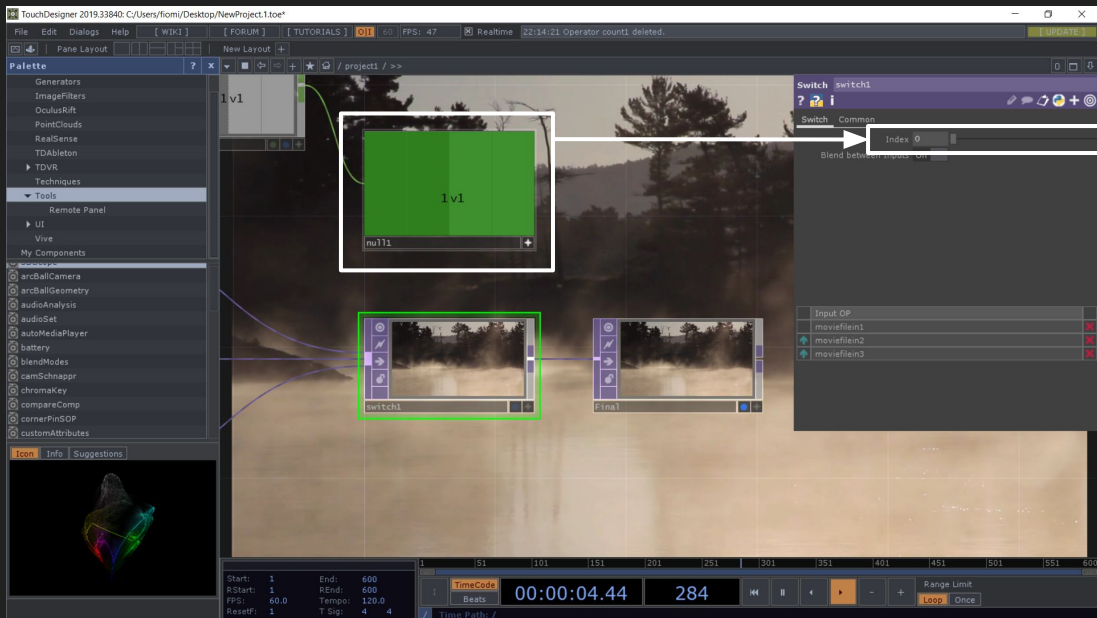 TouchDesigner 2019.33840: C:/Users/fiomi/Desktop/NewProject.1.toe*
File Edit Dialogs Help [ WIKI ] [ FORUM ] [ TUTORIALS ] O|I 60 FPS: 47 Realtime 22:14:21 Operator count1 deleted. [ UPDATE ]
Pane Layout New Layout +
Palette ? x / project1 / >> 0
Generators
ImageFilters
OculusRift
PointClouds
RealSense
TDAbleton
TDVR
Techniques
Tools
Remote Panel
UI
Vive
My Components
arcBallCamera
arcBallGeometry
audioAnalysis
audioSet
autoMediaPlayer
battery
blendModes
camSchnappr
chromaKey
compareComp
cornerPinSOP
customAttributes
Icon Info Suggestions
1 v1
1 v1
null1
switch1
Final
Switch switch1
? i
Switch Common
Index 0
Blend between Inputs On
Input OP
moviefilein1
moviefilein2
moviefilein3
1 51 101 151 201 251 301 351 401 451 501 551 600
Start: 1 End: 600
RStart: 1 REnd: 600
FPS: 60.0 Tempo: 120.0
ResetF: 1 T Sig: 4 4
TimeCode
Beats
00:00:04.44
284
Range Limit
Loop Once
/ Time Path: /